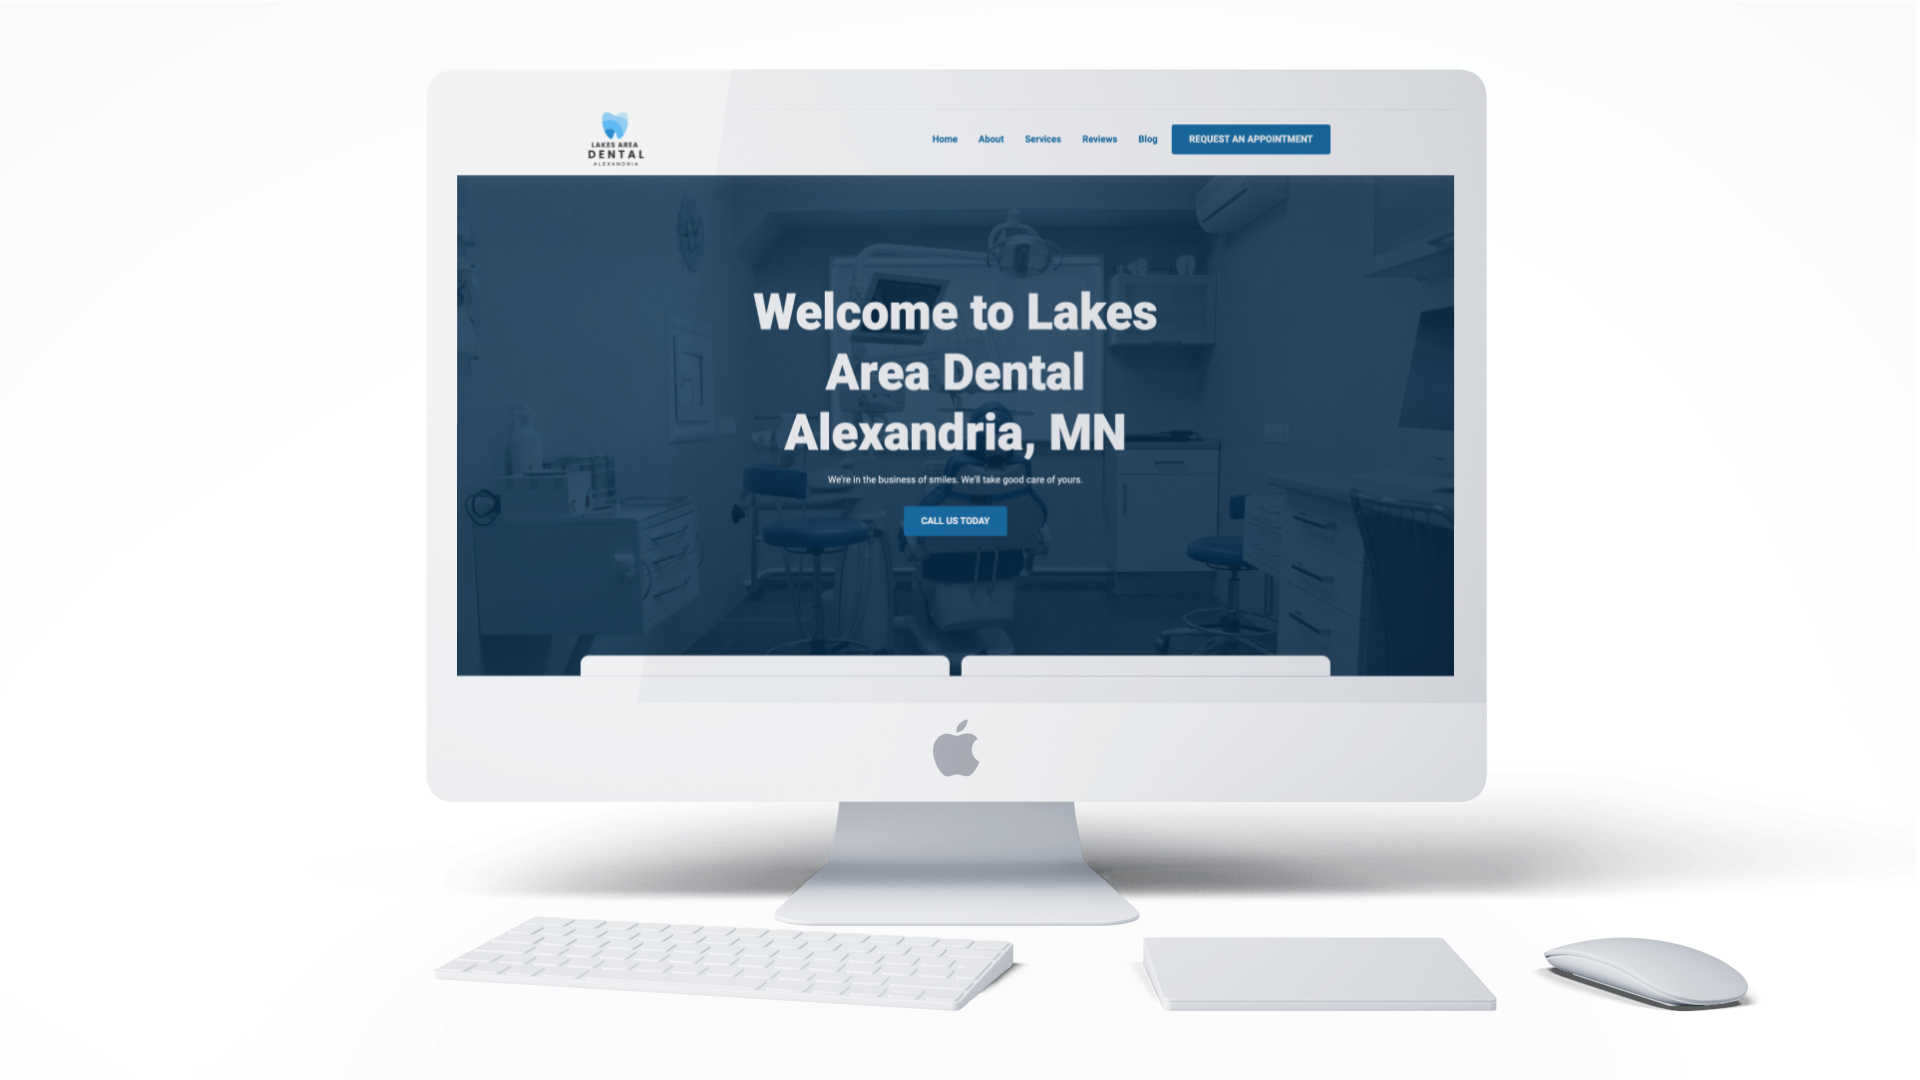 LAKES AREA
DENTAL
ALEXANDRIA
Home About Services Reviews Blog REQUEST AN APPOINTMENT
Welcome to Lakes
Area Dental
Alexandria, MN
We're in the business of smiles. We'll take good care of yours.
CALL US TODAY